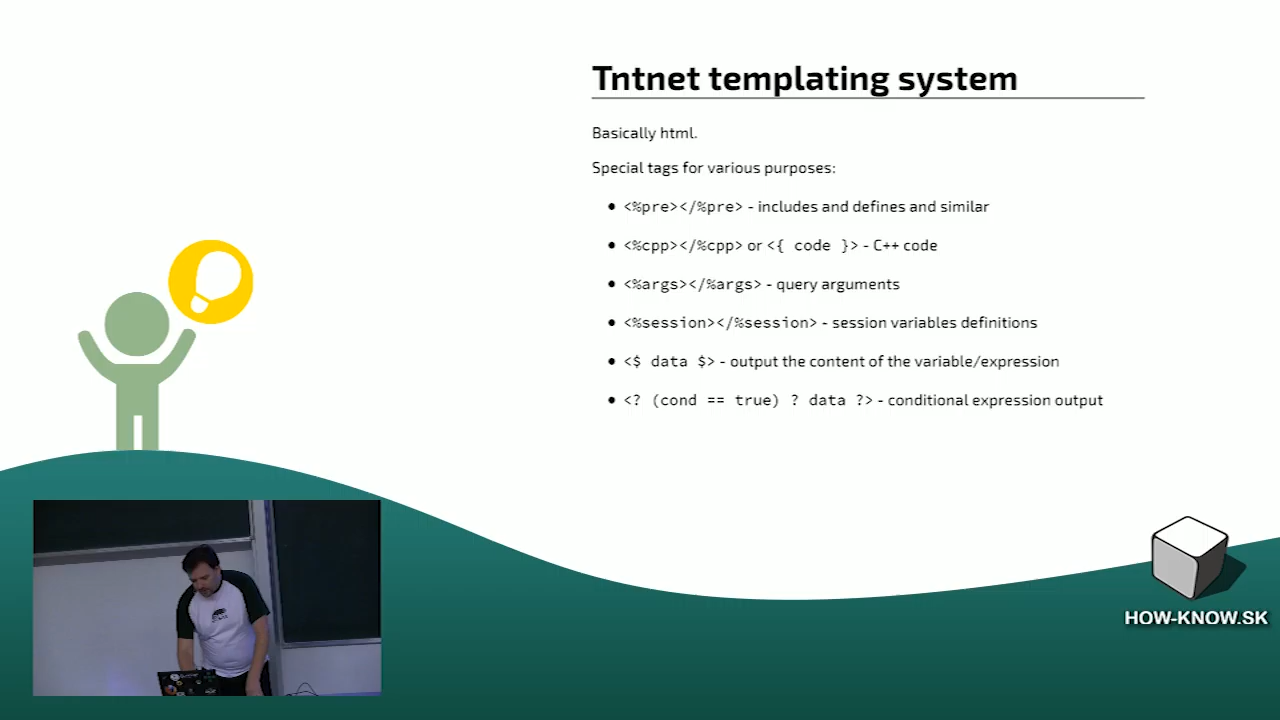 Tntnet templating system
Basically html.
Special tags for various purposes:
• <%pre></%pre> - includes and defines and similar
• <%cpp></%cpp> or <{ code }> - C++ code
• <%args></%args> - query arguments
• <%session></%session> - session variables definitions
• <$ data $> - output the content of the variable/expression
• <? (cond == true) ? data ?> - conditional expression output
HOW-KNOW.SK